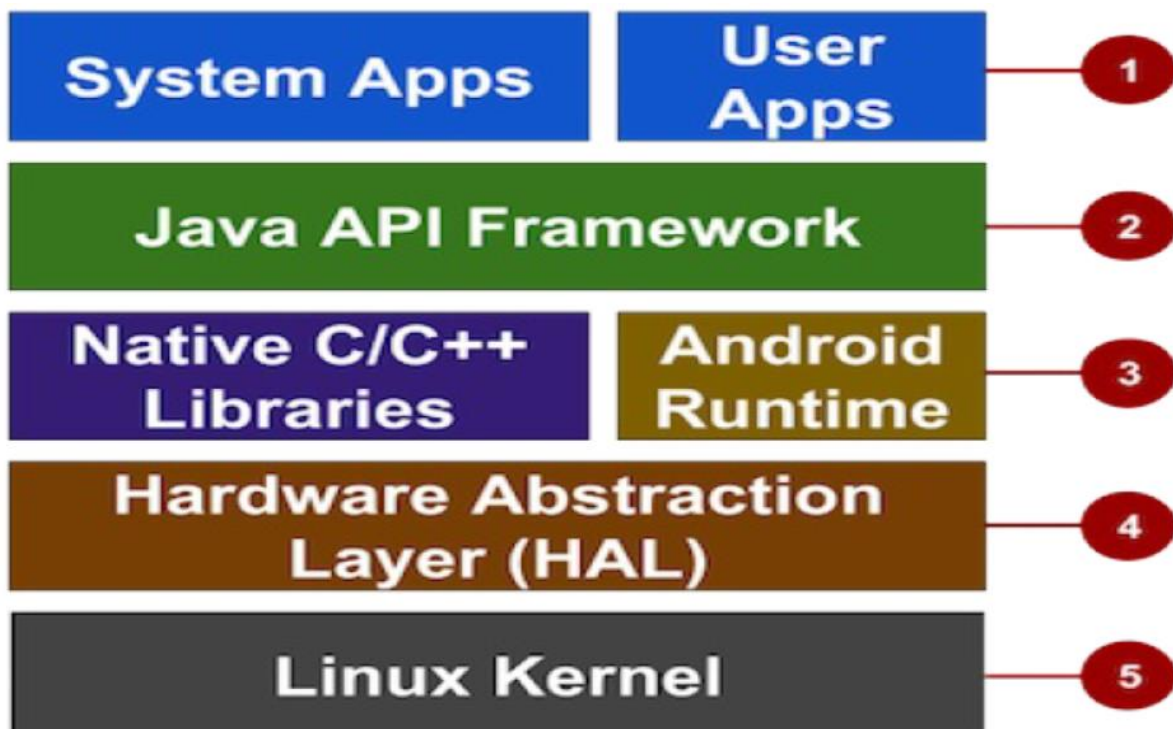 System Apps
User
Apps
1
Java API Framework
2
Native C/C++
Libraries
Android
Runtime
3
Hardware Abstraction
Layer (HAL)
4
Linux Kernel
5